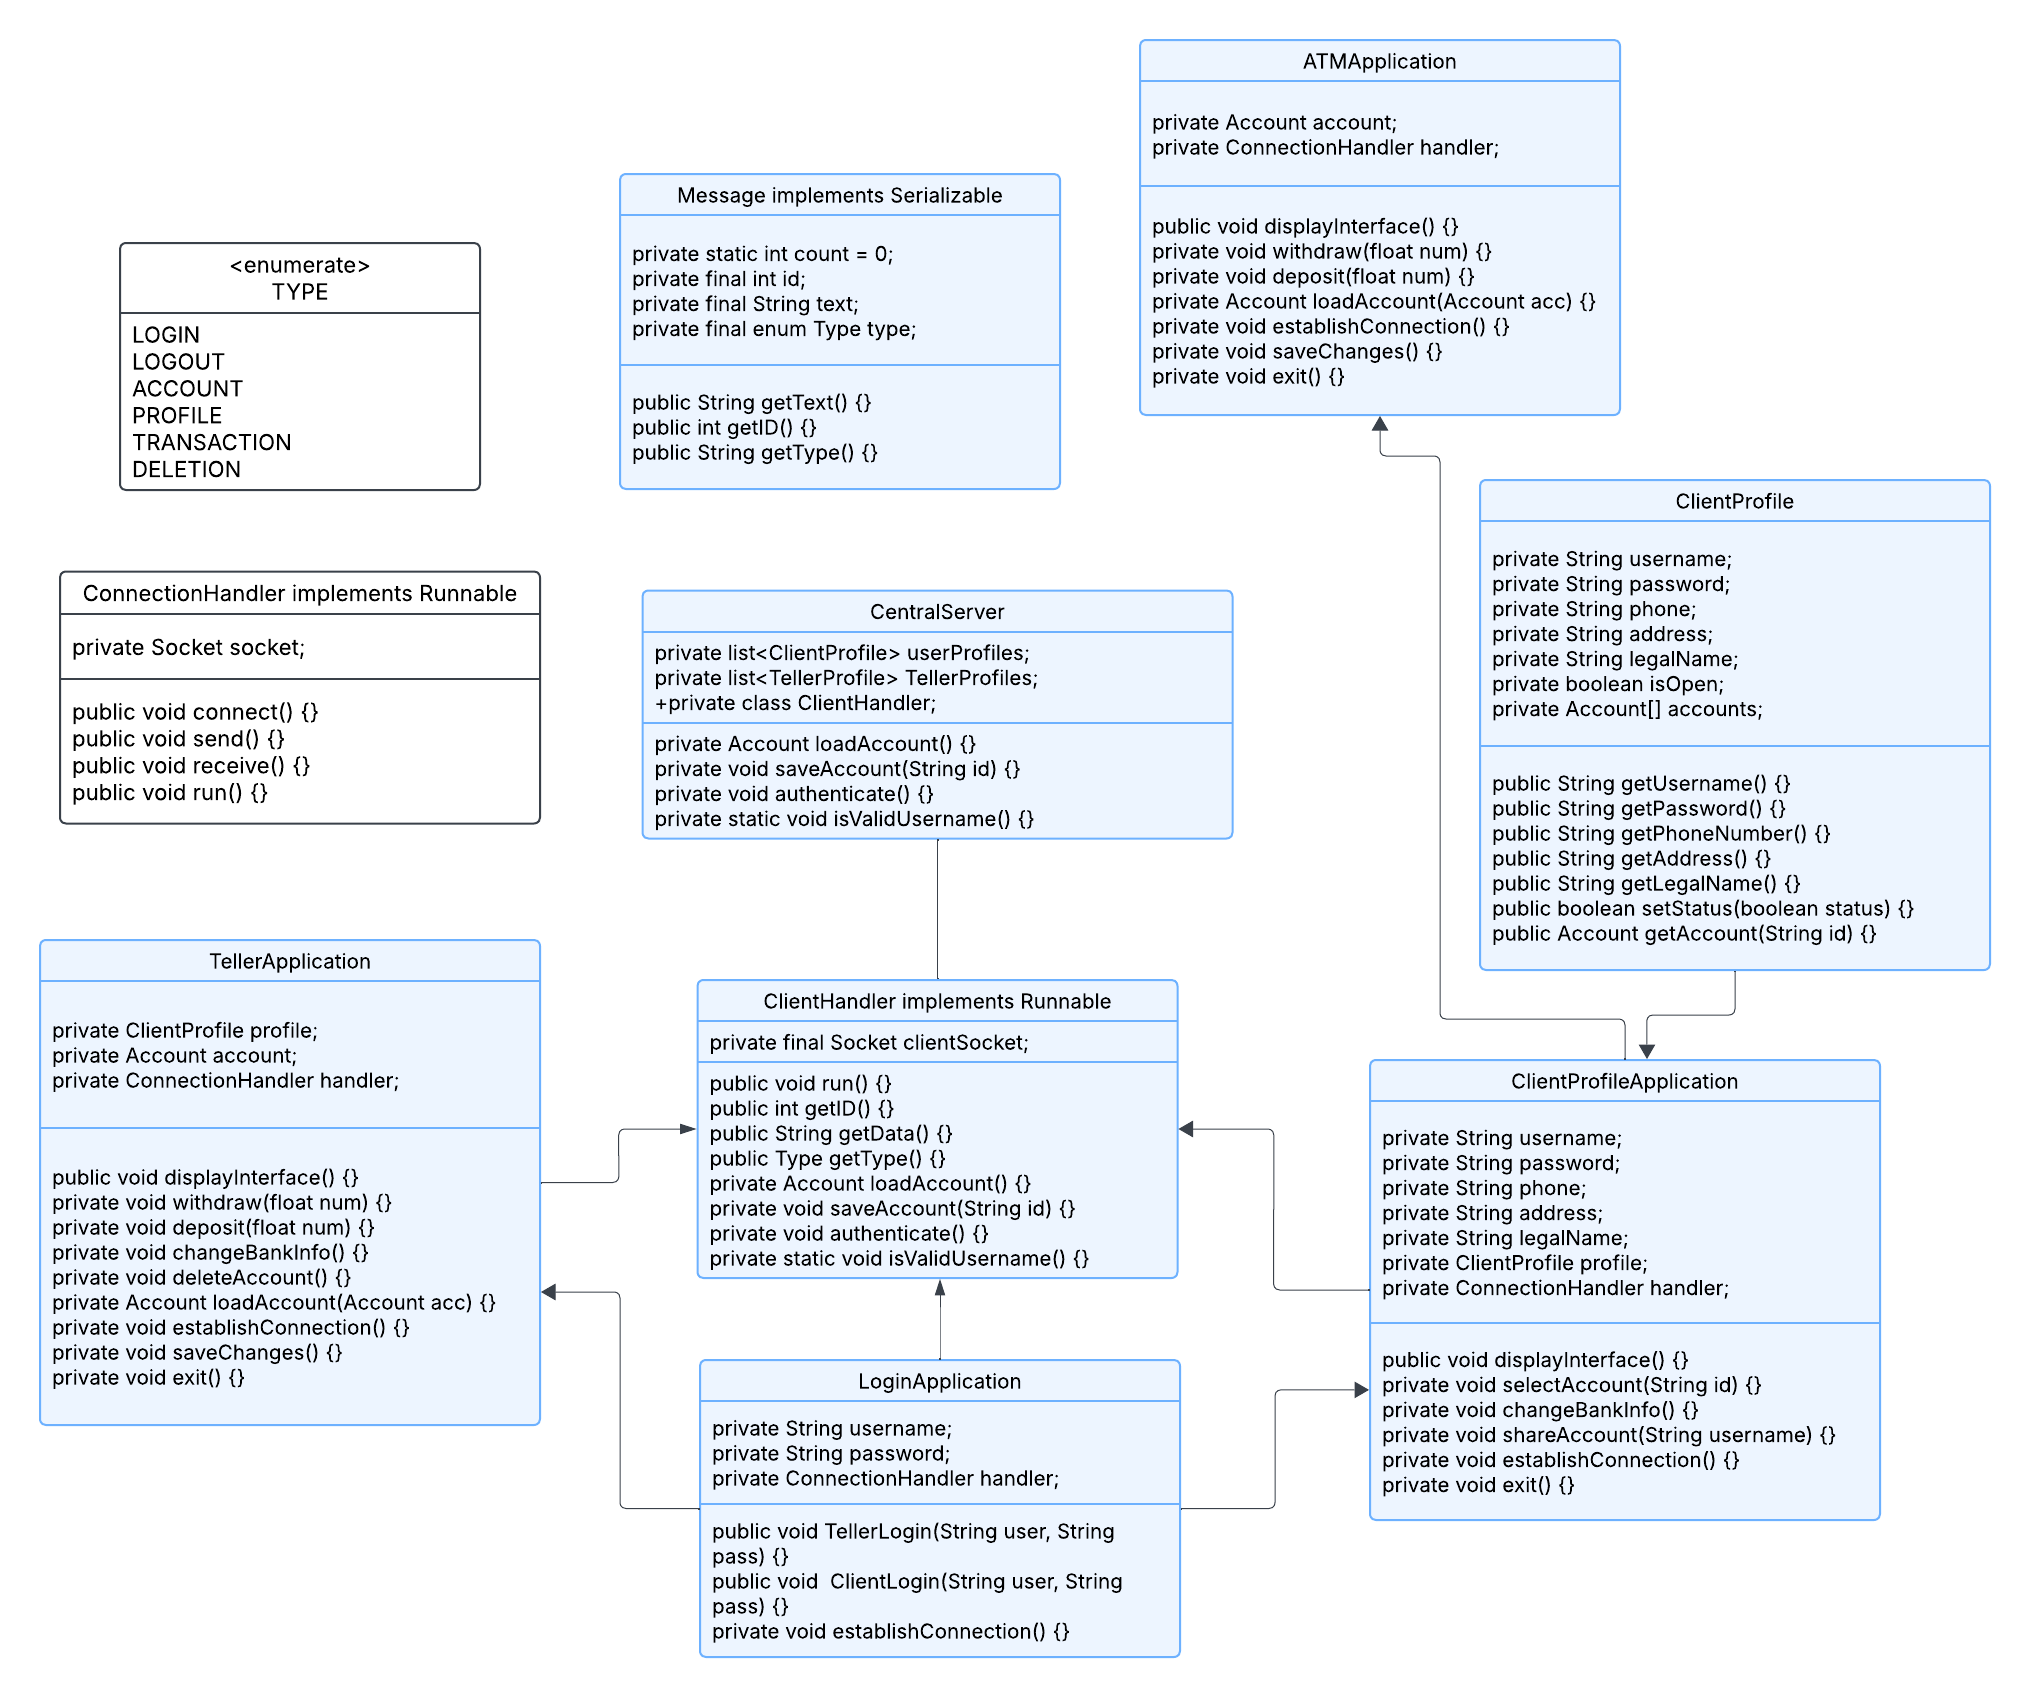 ATMApplication
private Account account;
private ConnectionHandler handler;
public void displayInterface() {}
private void withdraw(float num) {}
private void deposit(float num) {}
private Account loadAccount(Account acc) {}
private void establishConnection() {}
private void saveChanges() {}
private void exit() {}
Message implements Serializable
private static int count = 0;
private final int id;
private final String text;
private final enum Type type;
public String getText() {}
public int getID() {}
public String getType() {}
<enumerate>
TYPE
LOGIN
LOGOUT
ACCOUNT
PROFILE
TRANSACTION
DELETION
ClientProfile
private String username;
private String password;
private String phone;
private String address;
private String legalName;
private boolean isOpen;
private Account[] accounts;
public String getUsername() {}
public String getPassword() {}
public String getPhoneNumber() {}
public String getAddress() {}
public String getLegalName() {}
public boolean setStatus(boolean status) {}
public Account getAccount(String id) {}
ConnectionHandler implements Runnable
private Socket socket;
public void connect() {}
public void send() {}
public void receive() {}
public void run() {}
CentralServer
private list<ClientProfile> userProfiles;
private list<TellerProfile> TellerProfiles;
+private class ClientHandler;
private Account loadAccount() {}
private void saveAccount(String id) {}
private void authenticate() {}
private static void isValidUsername() {}
TellerApplication
private ClientProfile profile;
private Account account;
private ConnectionHandler handler;
public void displayInterface() {}
private void withdraw(float num) {}
private void deposit(float num) {}
private void changeBankInfo() {}
private void deleteAccount() {}
private Account loadAccount(Account acc) {}
private void establishConnection() {}
private void saveChanges() {}
private void exit() {}
ClientHandler implements Runnable
private final Socket clientSocket;
public void run() {}
public int getID() {}
public String getData() {}
public Type getType() {}
private Account loadAccount() {}
private void saveAccount(String id) {}
private void authenticate() {}
private static void isValidUsername() {}
ClientProfileApplication
private String username;
private String password;
private String phone;
private String address;
private String legalName;
private ClientProfile profile;
private ConnectionHandler handler;
public void displayInterface() {}
private void selectAccount(String id) {}
private void changeBankInfo() {}
private void shareAccount(String username) {}
private void establishConnection() {}
private void exit() {}
LoginApplication
private String username;
private String password;
private ConnectionHandler handler;
public void TellerLogin(String user, String
pass) {}
public void  ClientLogin(String user, String
pass) {}
private void establishConnection() {}